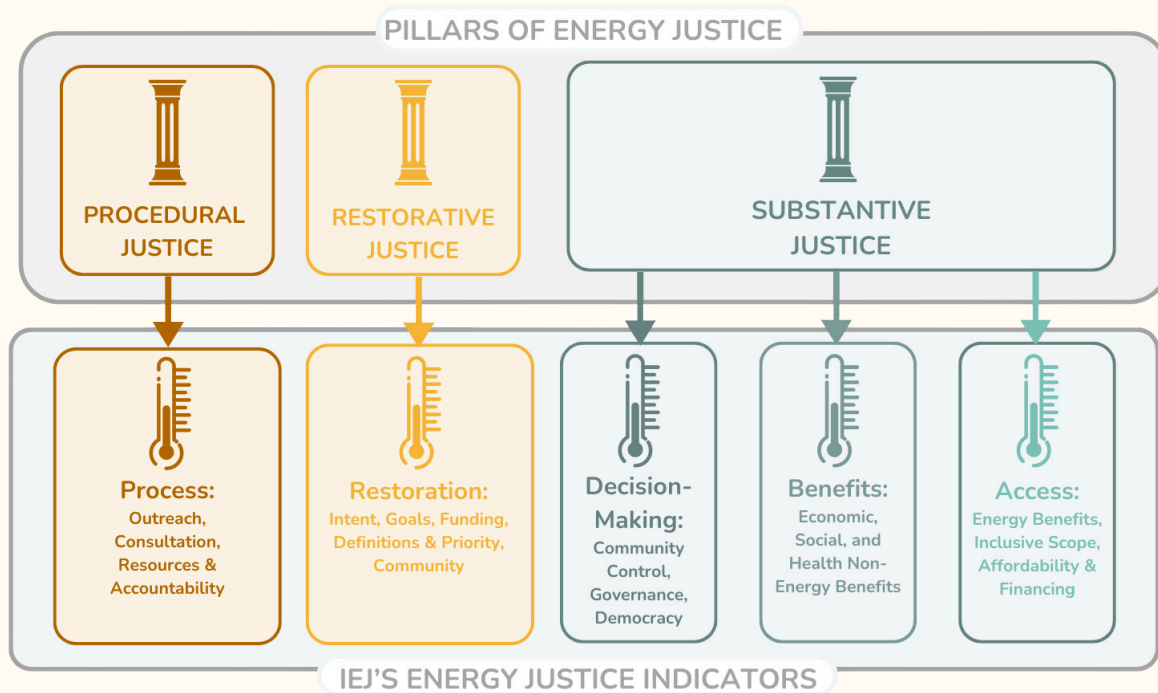 PILLARS OF ENERGY JUSTICE
PROCEDURAL
JUSTICE
RESTORATIVE
JUSTICE
SUBSTANTIVE
JUSTICE
Process:
Outreach,
Consultation,
Resources &
Accountability
Restoration:
Intent, Goals, Funding,
Definitions & Priority,
Community
Decision-
Making:
Community
Control,
Governance,
Democracy
Benefits:
Economic,
Social, and
Health Non-
Energy Benefits
Access:
Energy Benefits,
Inclusive Scope,
Affordability &
Financing
IEJ'S ENERGY JUSTICE INDICATORS